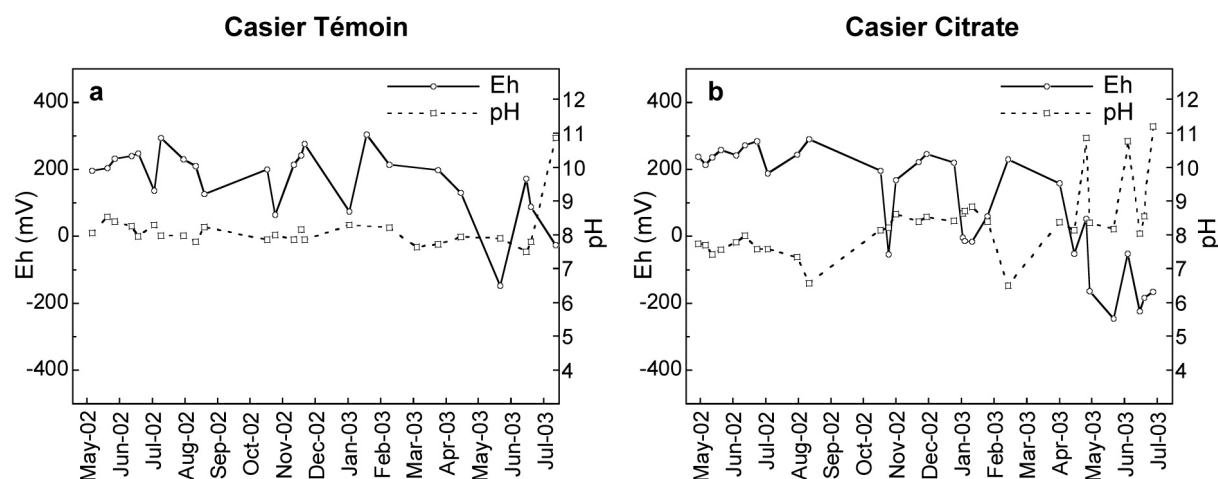 Casier Témoin
Casier Citrate
a
Eh
pH
400
200
0
-200
-400
Eh (mV)
12
11
10
9
8
7
6
5
4
pH
May-02
Jun-02
Jul-02
Aug-02
Sep-02
Oct-02
Nov-02
Dec-02
Jan-03
Feb-03
Mar-03
Apr-03
May-03
Jun-03
Jul-03
b
Eh
pH
400
200
0
-200
-400
Eh (mV)
12
11
10
9
8
7
6
5
4
pH
May-02
Jun-02
Jul-02
Aug-02
Sep-02
Oct-02
Nov-02
Dec-02
Jan-03
Feb-03
Mar-03
Apr-03
May-03
Jun-03
Jul-03